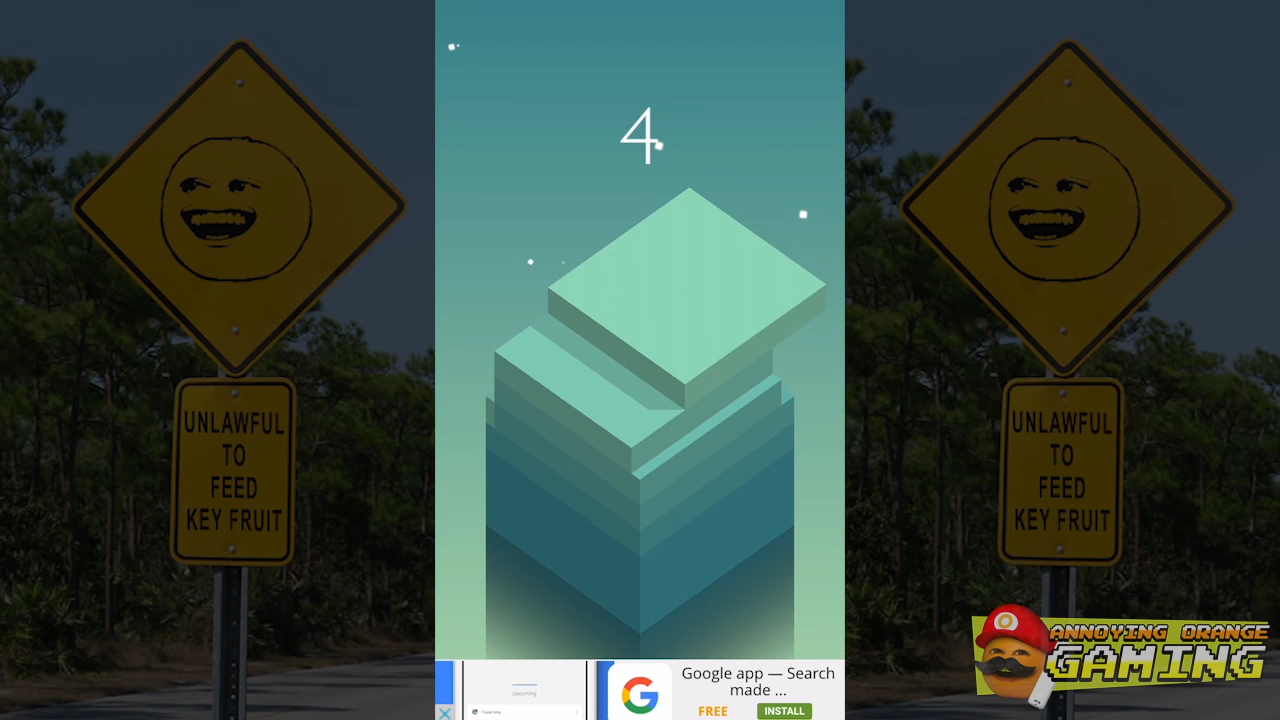 4
UNLAWFUL
TO
FEED
KEY FRUIT
UNLAWFUL
TO
FEED
KEY FRUIT
ANNOYING ORANGE
GAMING
Upcoming
Google app — Search
made ...
FREE
INSTALL